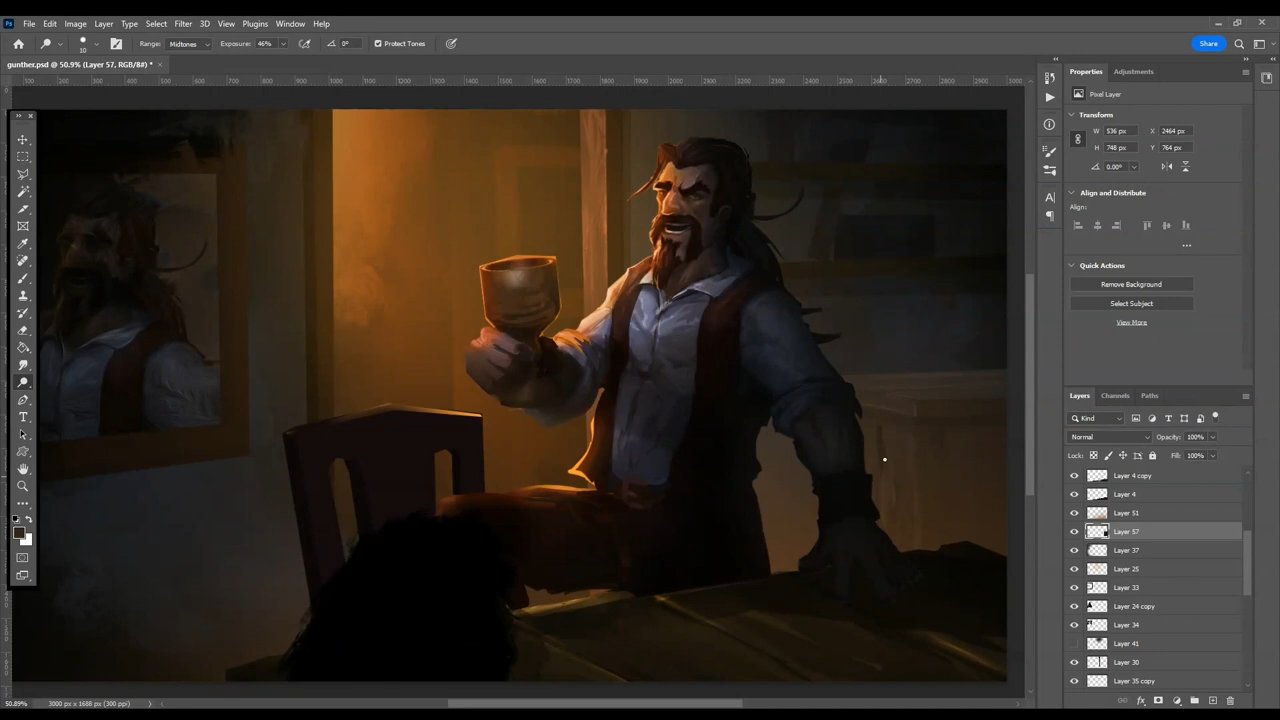 Ps File Edit Image Layer Type Select Filter 3D View Plugins Window Help
10 Range: Midtones Exposure: 46% 0° Protect Tones Share
gunther.psd @ 50.9% (Layer 57, RGB/8#) *
Properties Adjustments
Pixel Layer
Transform
W 536 px X 2464 px
H 748 px Y 764 px
0.00°
Align and Distribute
Align:
Quick Actions
Remove Background
Select Subject
View More
Layers Channels Paths
Kind
Normal Opacity: 100%
Lock: Fill: 100%
Layer 4 copy
Layer 4
Layer 51
Layer 57
Layer 37
Layer 25
Layer 33
Layer 24 copy
Layer 34
Layer 41
Layer 30
Layer 35 copy
50.89% 3000 px x 1688 px (300 ppi)